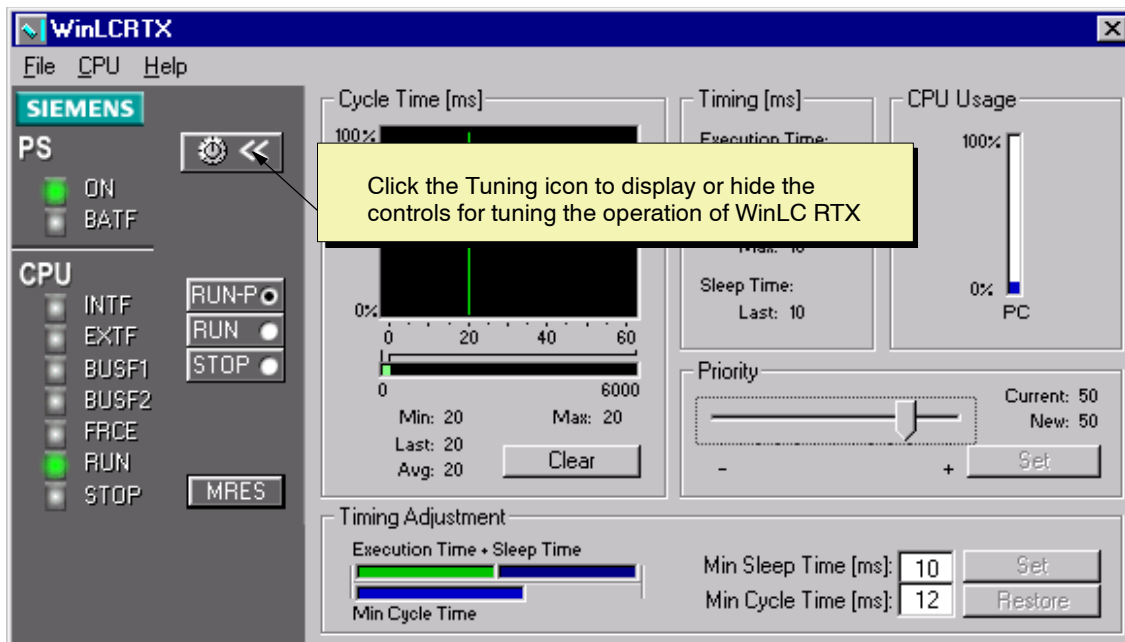 WinLCRTX
File CPU Help
SIEMENS
PS
ON
BATF
CPU
INTF
EXTF
BUSF1
BUSF2
FRCE
RUN
STOP
RUN-P
RUN
STOP
MRES
Cycle Time [ms]
100%
0%
0 20 40 60
0 6000
Min: 20 Max: 20
Last: 20
Avg: 20
Clear
Click the Tuning icon to display or hide the
controls for tuning the operation of WinLC RTX
Timing [ms]
Execution Time:
Max: 10
Sleep Time:
Last: 10
CPU Usage
100%
0%
PC
Priority
Current: 50
New: 50
- +
Set
Timing Adjustment
Execution Time + Sleep Time
Min Cycle Time
Min Sleep Time [ms]: 10 Set
Min Cycle Time [ms]: 12 Restore